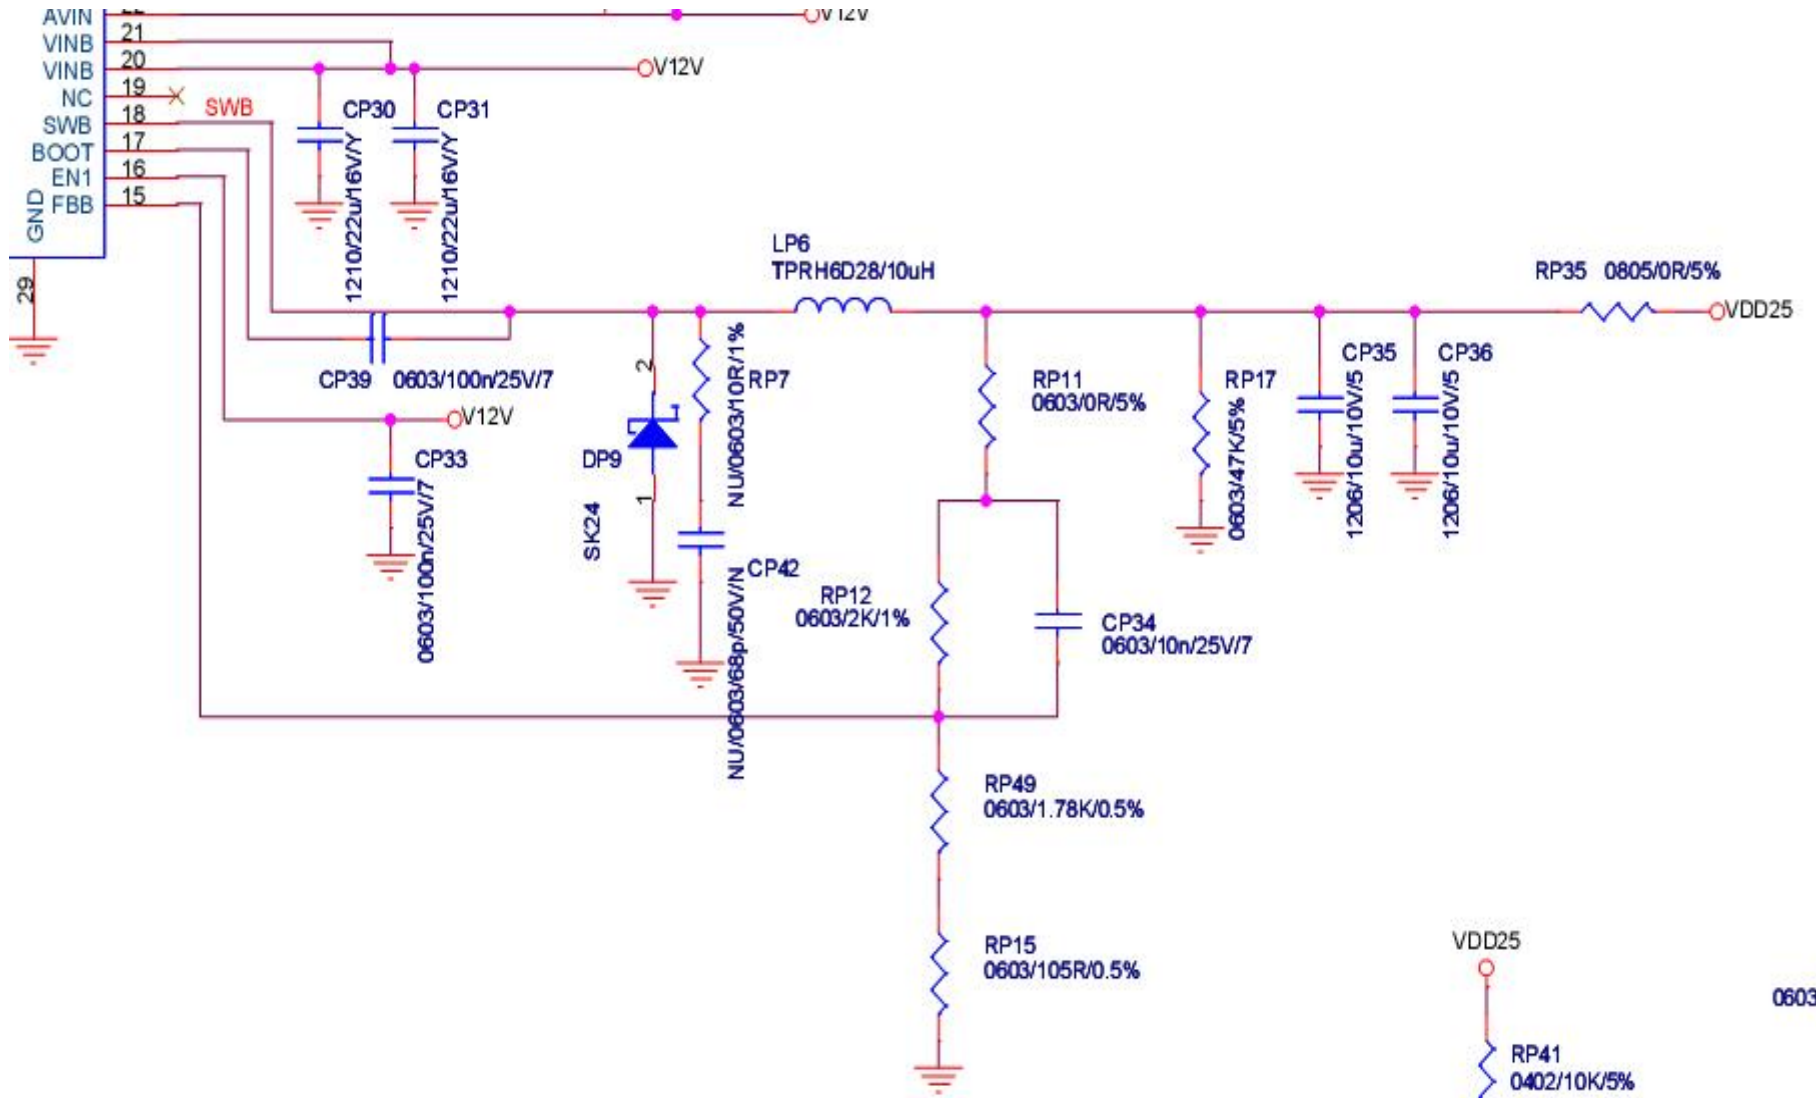 AVIN 22
V12V
VINB 21
VINB 20
V12V
NC 19
SWB 18
SWB
BOOT 17
EN1 16
FBB 15
GND
29
CP30
1210/22u/16V/Y
CP31
1210/22u/16V/Y
LP6
TPRH6D28/10uH
RP35 0805/0R/5%
VDD25
CP39 0603/100n/25V/7
V12V
CP33
0603/100n/25V/7
2
DP9
1
SK24
RP7
NU/0603/10R/1%
CP42
NU/0603/68p/50V/N
RP11
0603/0R/5%
RP17
0603/47K/5%
CP35
1206/10u/10V/5
CP36
1206/10u/10V/5
RP12
0603/2K/1%
CP34
0603/10n/25V/7
RP49
0603/1.78K/0.5%
RP15
0603/105R/0.5%
VDD25
0603
RP41
0402/10K/5%